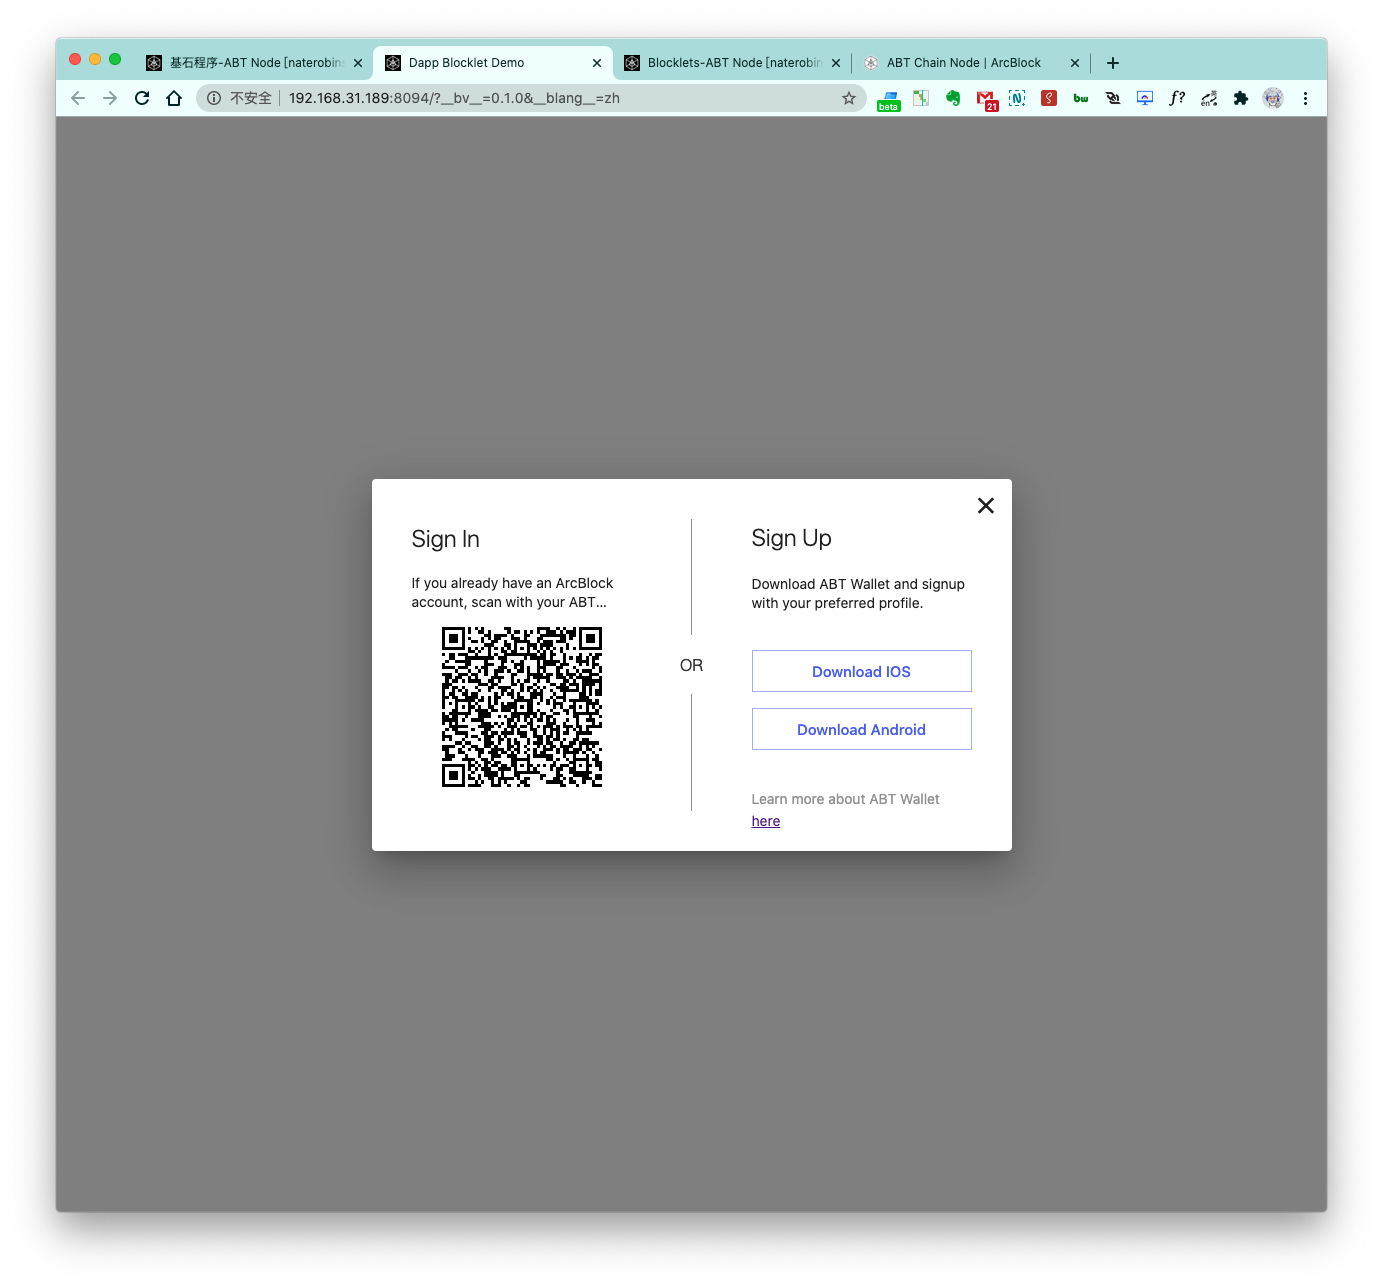 基石程序-ABT Node [naterobins
Dapp Blocklet Demo
Blocklets-ABT Node [naterobin
ABT Chain Node | ArcBlock
不安全
192.168.31.189:8094/?__bv__=0.1.0&__blang__=zh
beta
21
bw
f?
en
Sign In
If you already have an ArcBlock
account, scan with your ABT...
OR
Sign Up
Download ABT Wallet and signup
with your preferred profile.
Download IOS
Download Android
Learn more about ABT Wallet
here